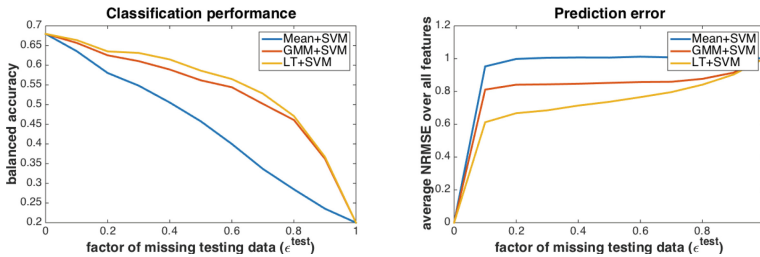 Classification performance
0.7
0.65
0.6
0.55
0.5
0.45
0.4
0.35
0.3
0.25
0.2
balanced accuracy
Mean+SVM
GMM+SVM
LT+SVM
0
0.2
0.4
0.6
0.8
1
factor of missing testing data (ϵ^test)
Prediction error
1.2
1
0.8
0.6
0.4
0.2
0
average NRMSE over all features
Mean+SVM
GMM+SVM
LT+SVM
0
0.2
0.4
0.6
0.8
1
factor of missing testing data (ϵ^test)